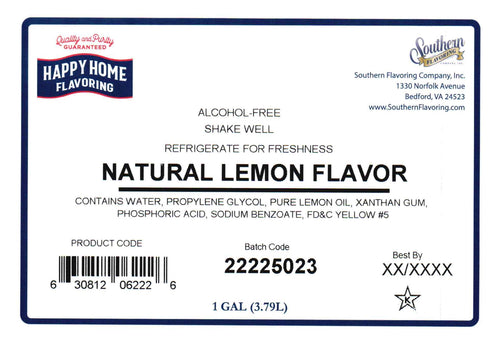 Quality and Purity
GUARANTEED
HAPPY HOME
FLAVORING
Southern
FLAVORING
Southern Flavoring Company, Inc.
1330 Norfolk Avenue
Bedford, VA 24523
www.SouthernFlavoring.com
ALCOHOL-FREE
SHAKE WELL
REFRIGERATE FOR FRESHNESS
NATURAL LEMON FLAVOR
CONTAINS WATER, PROPYLENE GLYCOL, PURE LEMON OIL, XANTHAN GUM,
PHOSPHORIC ACID, SODIUM BENZOATE, FD&C YELLOW #5
PRODUCT CODE
6 30812 06222 6
Batch Code
22225023
Best By
XX/XXXX
K
1 GAL (3.79L)